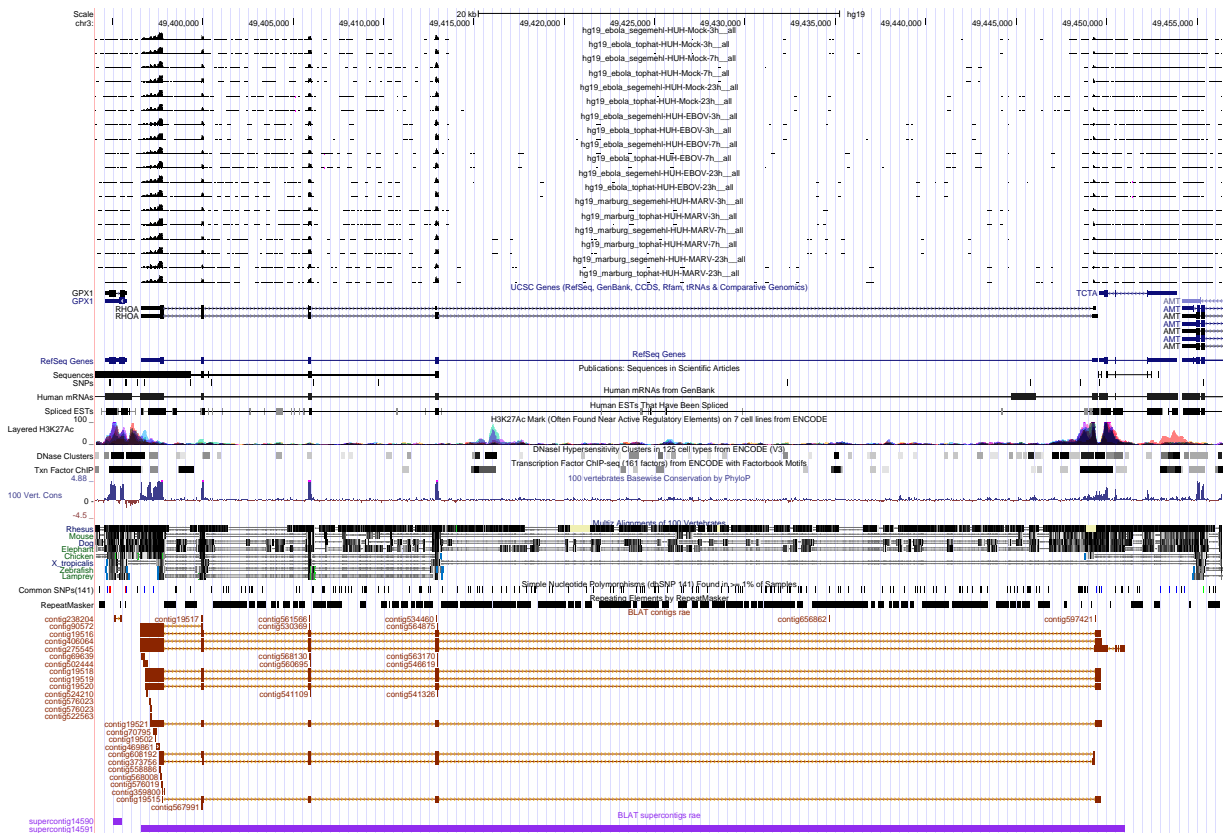 Scale 20 kb hg19
chr3: 49,400,000 49,405,000 49,410,000 49,415,000 49,420,000 49,425,000 49,430,000 49,435,000 49,440,000 49,445,000 49,450,000 49,455,000
hg19_ebola_segemehl-HUH-Mock-3h__all
hg19_ebola_tophat-HUH-Mock-3h__all
hg19_ebola_segemehl-HUH-Mock-7h__all
hg19_ebola_tophat-HUH-Mock-7h__all
hg19_ebola_segemehl-HUH-Mock-23h__all
hg19_ebola_tophat-HUH-Mock-23h__all
hg19_ebola_segemehl-HUH-EBOV-3h__all
hg19_ebola_tophat-HUH-EBOV-3h__all
hg19_ebola_segemehl-HUH-EBOV-7h__all
hg19_ebola_tophat-HUH-EBOV-7h__all
hg19_ebola_segemehl-HUH-EBOV-23h__all
hg19_ebola_tophat-HUH-EBOV-23h__all
hg19_marburg_segemehl-HUH-MARV-3h__all
hg19_marburg_tophat-HUH-MARV-3h__all
hg19_marburg_segemehl-HUH-MARV-7h__all
hg19_marburg_tophat-HUH-MARV-7h__all
hg19_marburg_segemehl-HUH-MARV-23h__all
hg19_marburg_tophat-HUH-MARV-23h__all
UCSC Genes (RefSeq, GenBank, CCDS, Rfam, tRNAs & Comparative Genomics)
GPX1 TCTA
GPX1 AMT
RHOA AMT
RHOA AMT
AMT
AMT
AMT
RefSeq Genes
RefSeq Genes
Publications: Sequences in Scientific Articles
Sequences
SNPs
Human mRNAs from GenBank
Human mRNAs
Human ESTs That Have Been Spliced
Spliced ESTs
H3K27Ac Mark (Often Found Near Active Regulatory Elements) on 7 cell lines from ENCODE
100
Layered H3K27Ac
0
DNaseI Hypersensitivity Clusters in 125 cell types from ENCODE (V3)
DNase Clusters
Transcription Factor ChIP-seq (161 factors) from ENCODE with Factorbook Motifs
Txn Factor ChIP
100 vertebrates Basewise Conservation by PhyloP
4.88
100 Vert. Cons
0
-4.5
Multiz Alignments of 100 Vertebrates
Rhesus
Mouse
Dog
Elephant
Chicken
X_tropicalis
Zebrafish
Lamprey
Simple Nucleotide Polymorphisms (dbSNP 141) Found in >= 1% of Samples
Common SNPs(141)
Repeating Elements by RepeatMasker
RepeatMasker
BLAT contigs rae
contig238204 contig19517 contig561566 contig534460 contig656862 contig597421
contig90572 contig530369 contig564875
contig19516
contig406064
contig275545
contig69639 contig568130 contig563170
contig502444 contig560695 contig546619
contig19518
contig19519
contig19520
contig524210 contig541109 contig541326
contig576023
contig576023
contig522563
contig19521
contig70795
contig19502
contig469861
contig608192
contig373756
contig558886
contig568008
contig576019
contig359800
contig19515
contig567991
BLAT supercontigs rae
supercontig14590
supercontig14591